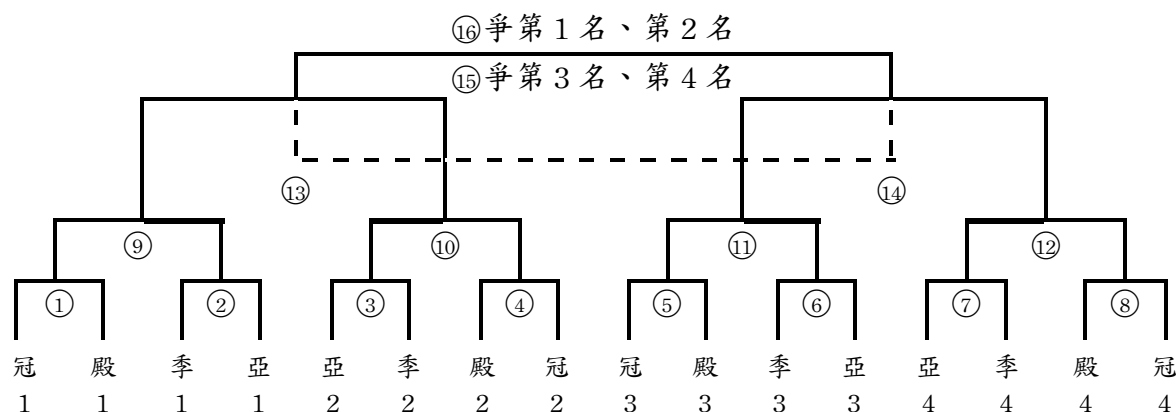 ⑯爭第1名、第2名
⑮爭第3名、第4名
⑬ ⑭
⑨ ⑩ ⑪ ⑫
① ② ③ ④ ⑤ ⑥ ⑦ ⑧
冠 殿 季 亞 亞 季 殿 冠 冠 殿 季 亞 亞 季 殿 冠
1 1 1 1 2 2 2 2 3 3 3 3 4 4 4 4